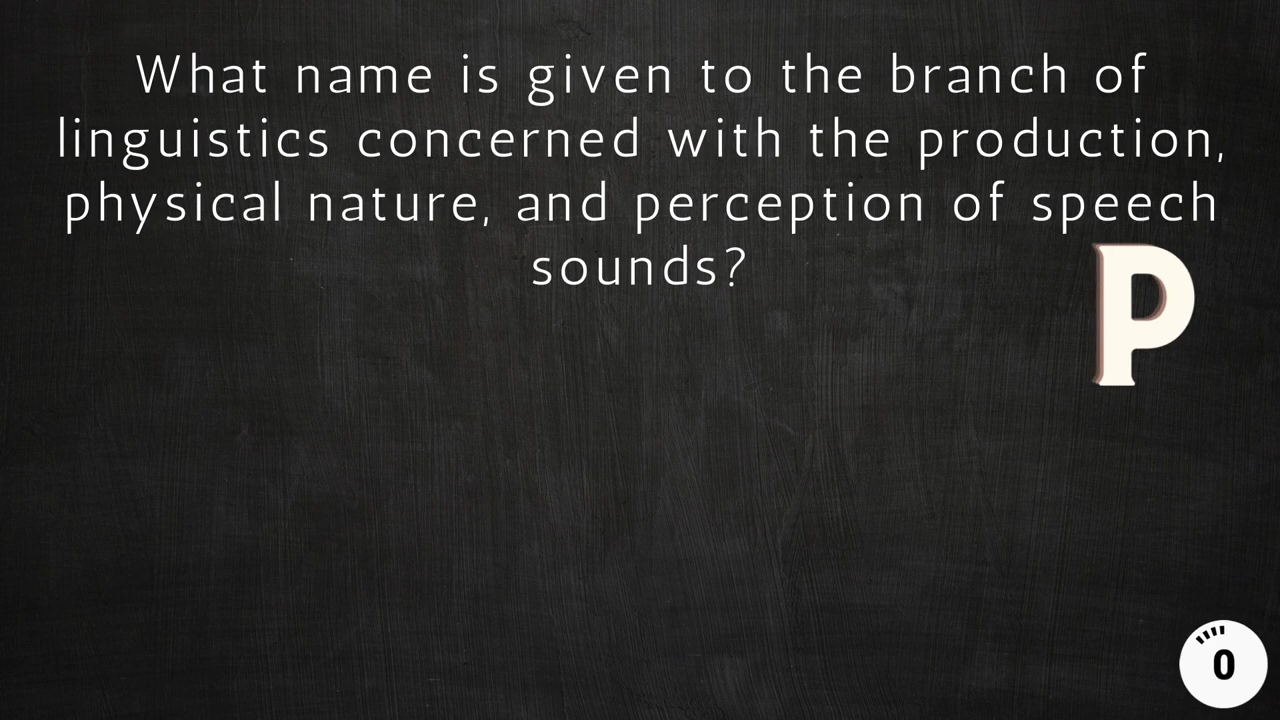 What name is given to the branch of
linguistics concerned with the production,
physical nature, and perception of speech
sounds?
P
0